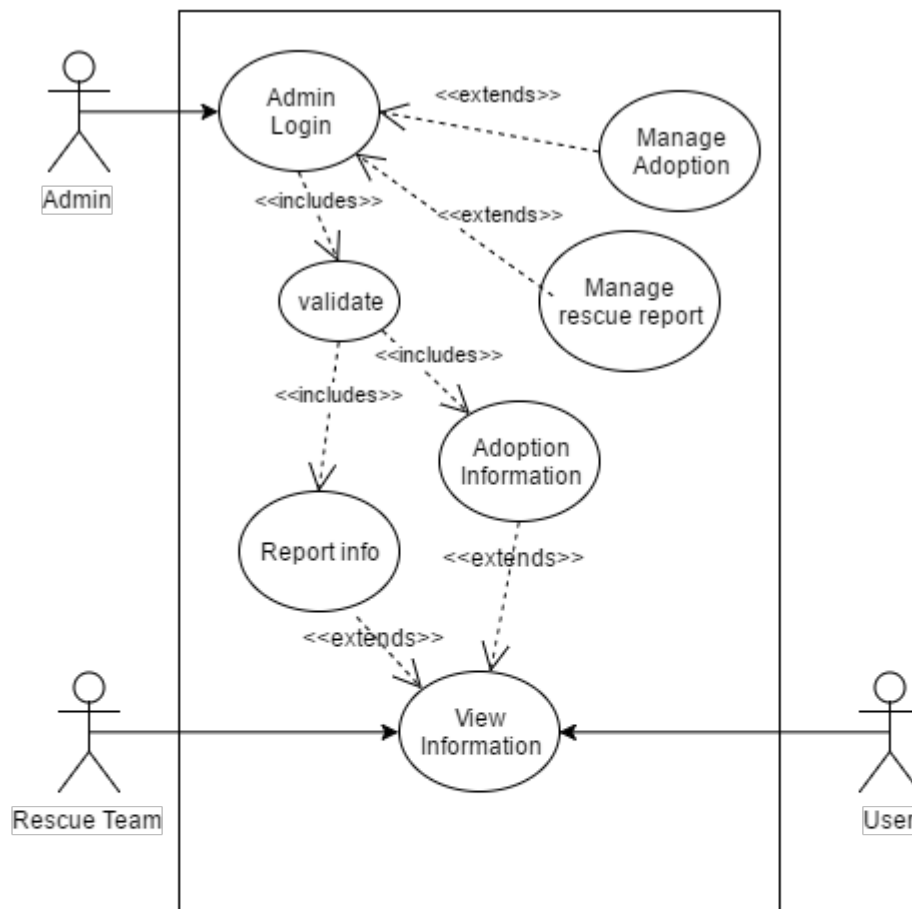 Admin
Login
<<extends>>
Manage
Adoption
Admin
<<includes>>
<<extends>>
validate
Manage
rescue report
<<includes>>
<<includes>>
Adoption
Information
Report info
<<extends>>
<<extends>>
View
Information
Rescue Team
User